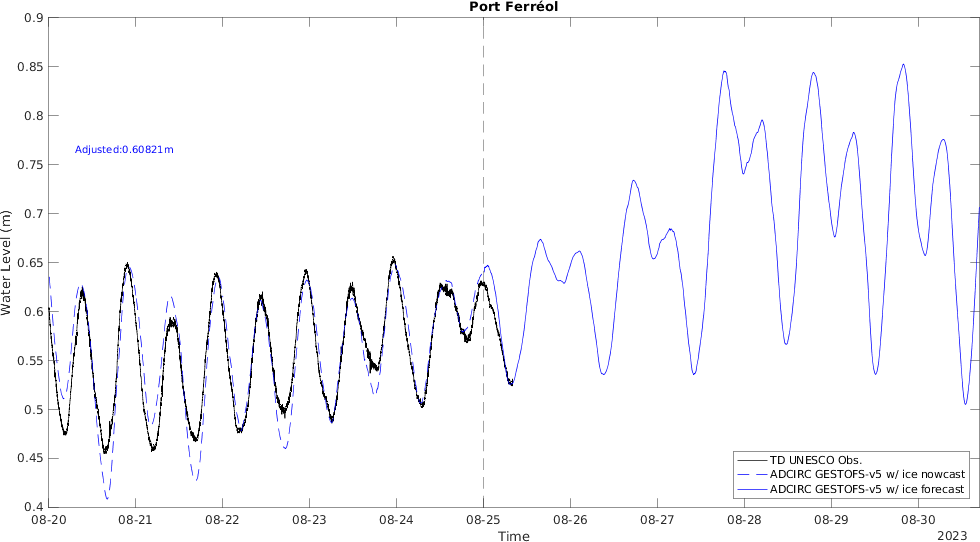 Port Ferréol
0.9
0.85
0.8
0.75
0.7
0.65
0.6
0.55
0.5
0.45
0.4
Water Level (m)
Adjusted:0.60821m
TD UNESCO Obs.
ADCIRC GESTOFS-v5 w/ ice nowcast
ADCIRC GESTOFS-v5 w/ ice forecast
08-20 08-21 08-22 08-23 08-24 08-25 08-26 08-27 08-28 08-29 08-30
Time
2023